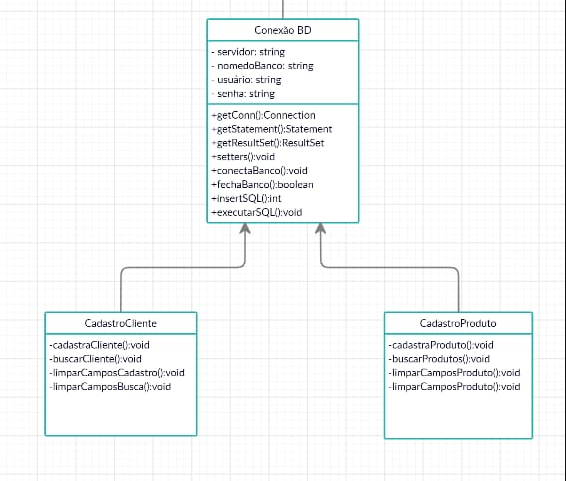 Conexão BD
- servidor: string
- nomedoBanco: string
- usuário: string
- senha: string
+getConn():Connection
+getStatement():Statement
+getResultSet():ResultSet
+setters():void
+conectaBanco():void
+fechaBanco():boolean
+insertSQL():int
+executarSQL():void
CadastroCliente
-cadastraCliente():void
-buscarCliente():void
-limparCamposCadastro():void
-limparCamposBusca():void
CadastroProduto
-cadastraProduto():void
-buscarProdutos():void
-limparCamposProduto():void
-limparCamposProduto():void